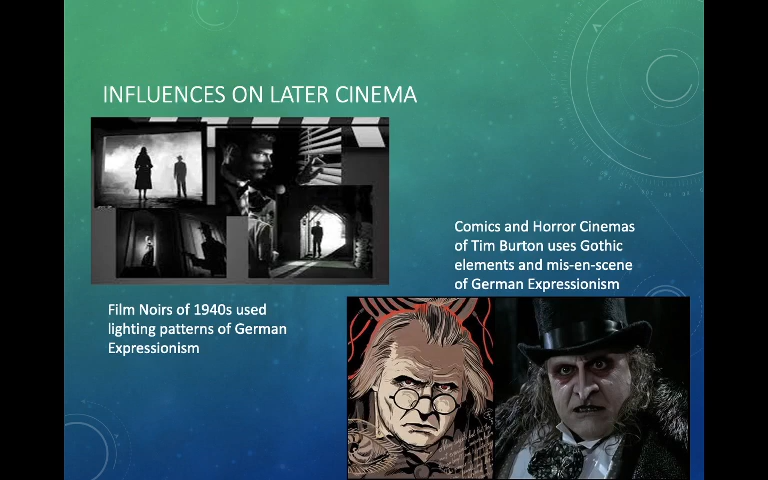 INFLUENCES ON LATER CINEMA
Comics and Horror Cinemas
of Tim Burton uses Gothic
elements and mis-en-scene
of German Expressionism
Film Noirs of 1940s used
lighting patterns of German
Expressionism